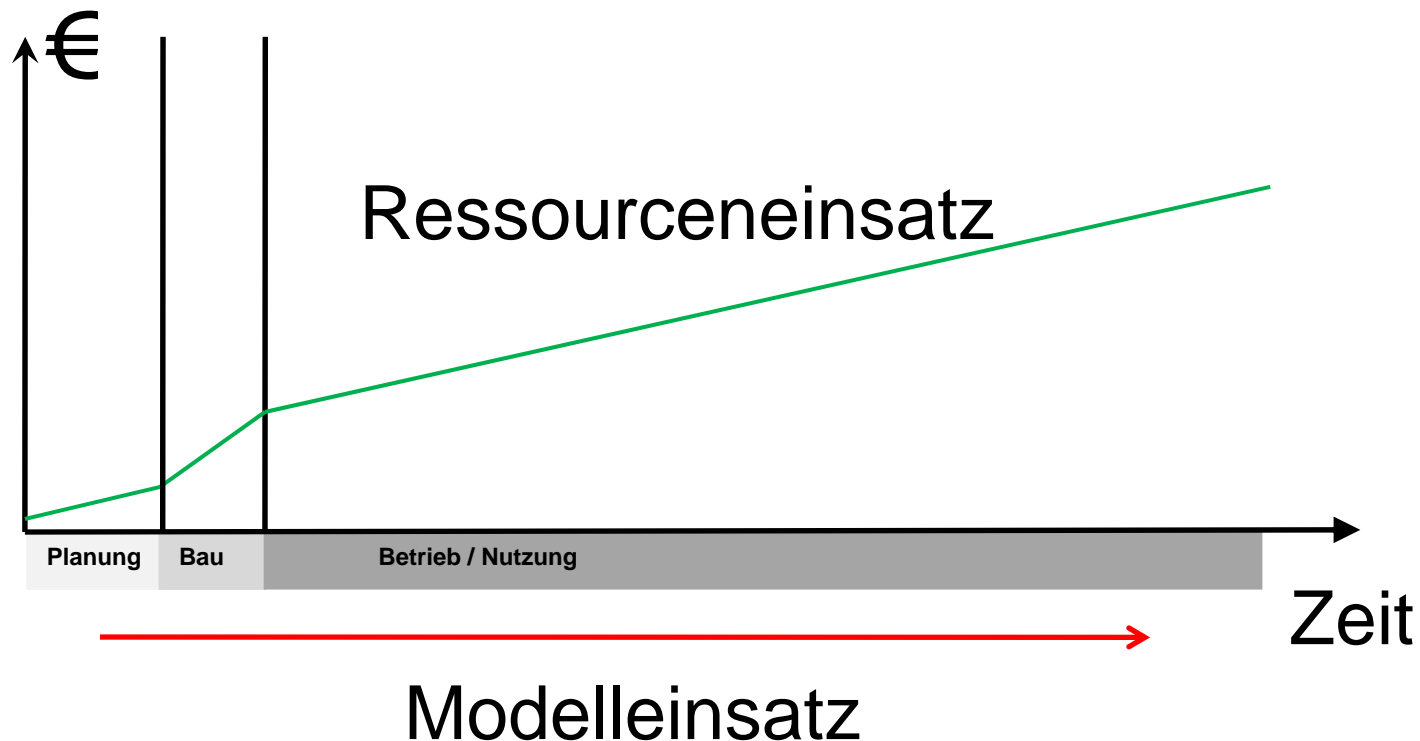 €
Ressourceneinsatz
Planung Bau Betrieb / Nutzung
Zeit
Modelleinsatz